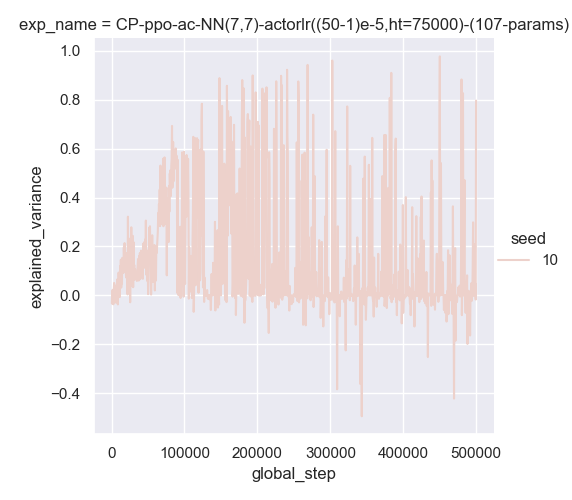 exp_name = CP-ppo-ac-NN(7,7)-actorlr((50-1)e-5,ht=75000)-(107-params)
1.0
0.8
0.6
0.4
0.2
0.0
−0.2
−0.4
explained_variance
seed
10
0 100000 200000 300000 400000 500000
global_step